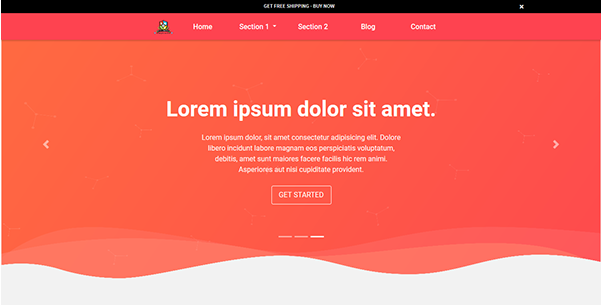 GET FREE SHIPPING - BUY NOW
Home Section 1 Section 2 Blog Contact
Lorem ipsum dolor sit amet.
Lorem ipsum dolor, sit amet consectetur adipisicing elit. Dolore
libero incidunt labore magnam eos perspiciatis voluptatum,
debitis, amet sunt maiores facere facilis hic rem animi.
Asperiores aut nisi cupiditate provident.
GET STARTED